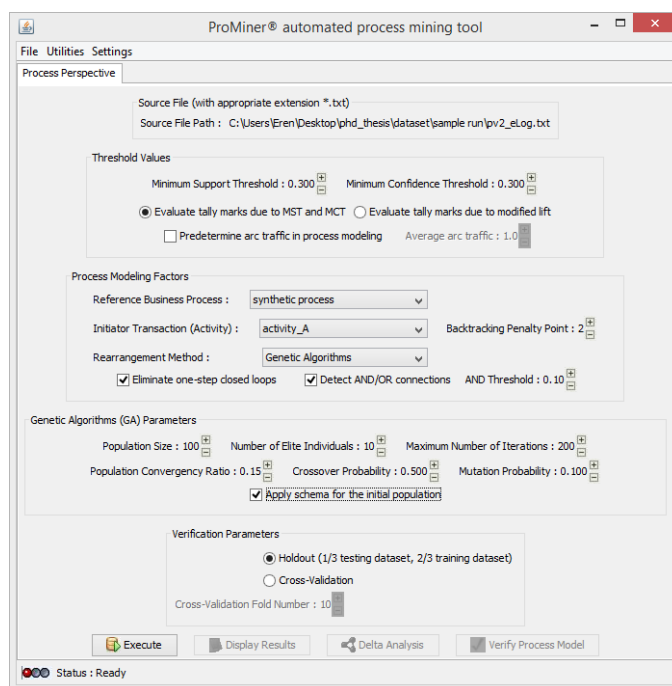 ProMiner® automated process mining tool
File Utilities Settings
Process Perspective
Source File (with appropriate extension *.txt)
Source File Path : C:\Users\Eren\Desktop\phd_thesis\dataset\sample run\pv2_eLog.txt
Threshold Values
Minimum Support Threshold : 0.300 Minimum Confidence Threshold : 0.300
Evaluate tally marks due to MST and MCT Evaluate tally marks due to modified lift
Predetermine arc traffic in process modeling Average arc traffic : 1.0
Process Modeling Factors
Reference Business Process : synthetic process
Initiator Transaction (Activity) : activity_A Backtracking Penalty Point : 2
Rearrangement Method : Genetic Algorithms
Eliminate one-step closed loops Detect AND/OR connections AND Threshold : 0.10
Genetic Algorithms (GA) Parameters
Population Size : 100 Number of Elite Individuals : 10 Maximum Number of Iterations : 200
Population Convergency Ratio : 0.15 Crossover Probability : 0.500 Mutation Probability : 0.100
Apply schema for the initial population
Verification Parameters
Holdout (1/3 testing dataset, 2/3 training dataset)
Cross-Validation
Cross-Validation Fold Number : 10
Execute Display Results Delta Analysis Verify Process Model
Status : Ready